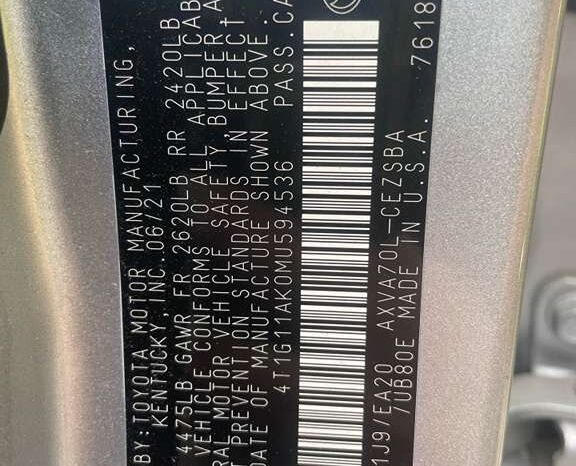 BY:TOYOTA MOTOR MANUFACTURING,
KENTUCKY,INC. 06/21
4475LB GAWR FR 2620LB RR 2420LB
VEHICLE CONFORMS TO ALL APPLICAB
RAL MOTOR VEHICLE SAFETY, BUMPER, A
T PREVENTION STANDARDS IN EFFECT
DATE OF MANUFACTURE SHOWN ABOVE.
4T1G11AK0MU594536 PASS.CA
1J9/EA20 AXVA70L-CEZSBA
7UB80E MADE IN U.S.A. 7618